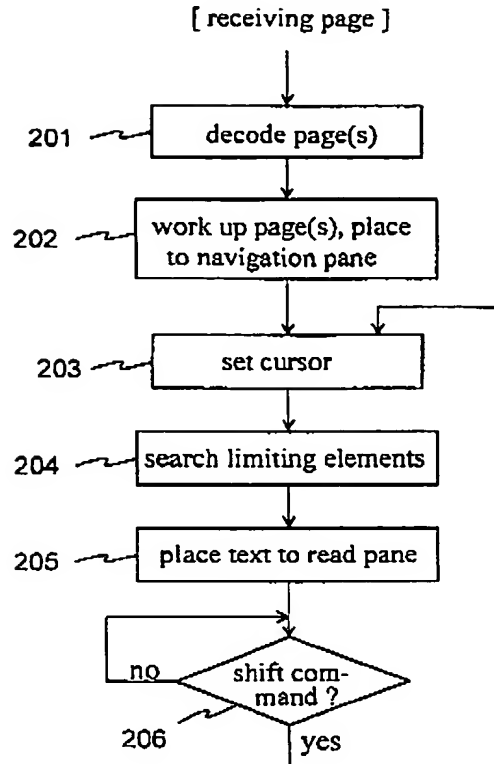 [ receiving page ]
201
decode page(s)
202
work up page(s), place
to navigation pane
203
set cursor
204
search limiting elements
205
place text to read pane
no
shift com-
mand ?
206
yes